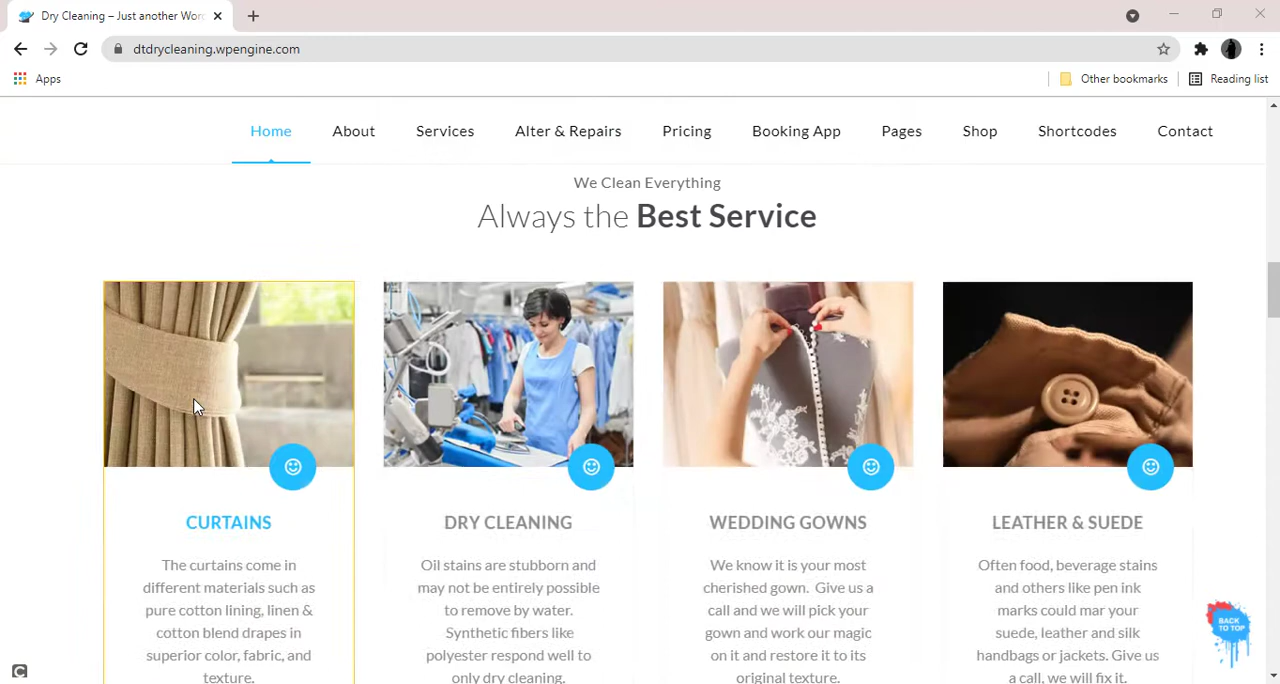 Dry Cleaning – Just another Wor
dtdrycleaning.wpengine.com
Apps
Other bookmarks
Reading list
Home
About
Services
Alter & Repairs
Pricing
Booking App
Pages
Shop
Shortcodes
Contact
We Clean Everything
Always the Best Service
CURTAINS
The curtains come in
different materials such as
pure cotton lining, linen &
cotton blend drapes in
superior color, fabric, and
texture.
DRY CLEANING
Oil stains are stubborn and
may not be entirely possible
to remove by water.
Synthetic fibers like
polyester respond well to
only dry cleaning.
WEDDING GOWNS
We know it is your most
cherished gown. Give us a
call and we will pick your
gown and work our magic
on it and restore it to its
original texture.
LEATHER & SUEDE
Often food, beverage stains
and others like pen ink
marks could mar your
suede, leather and silk
handbags or jackets. Give us
a call, we will fix it.
BACK
TO TOP